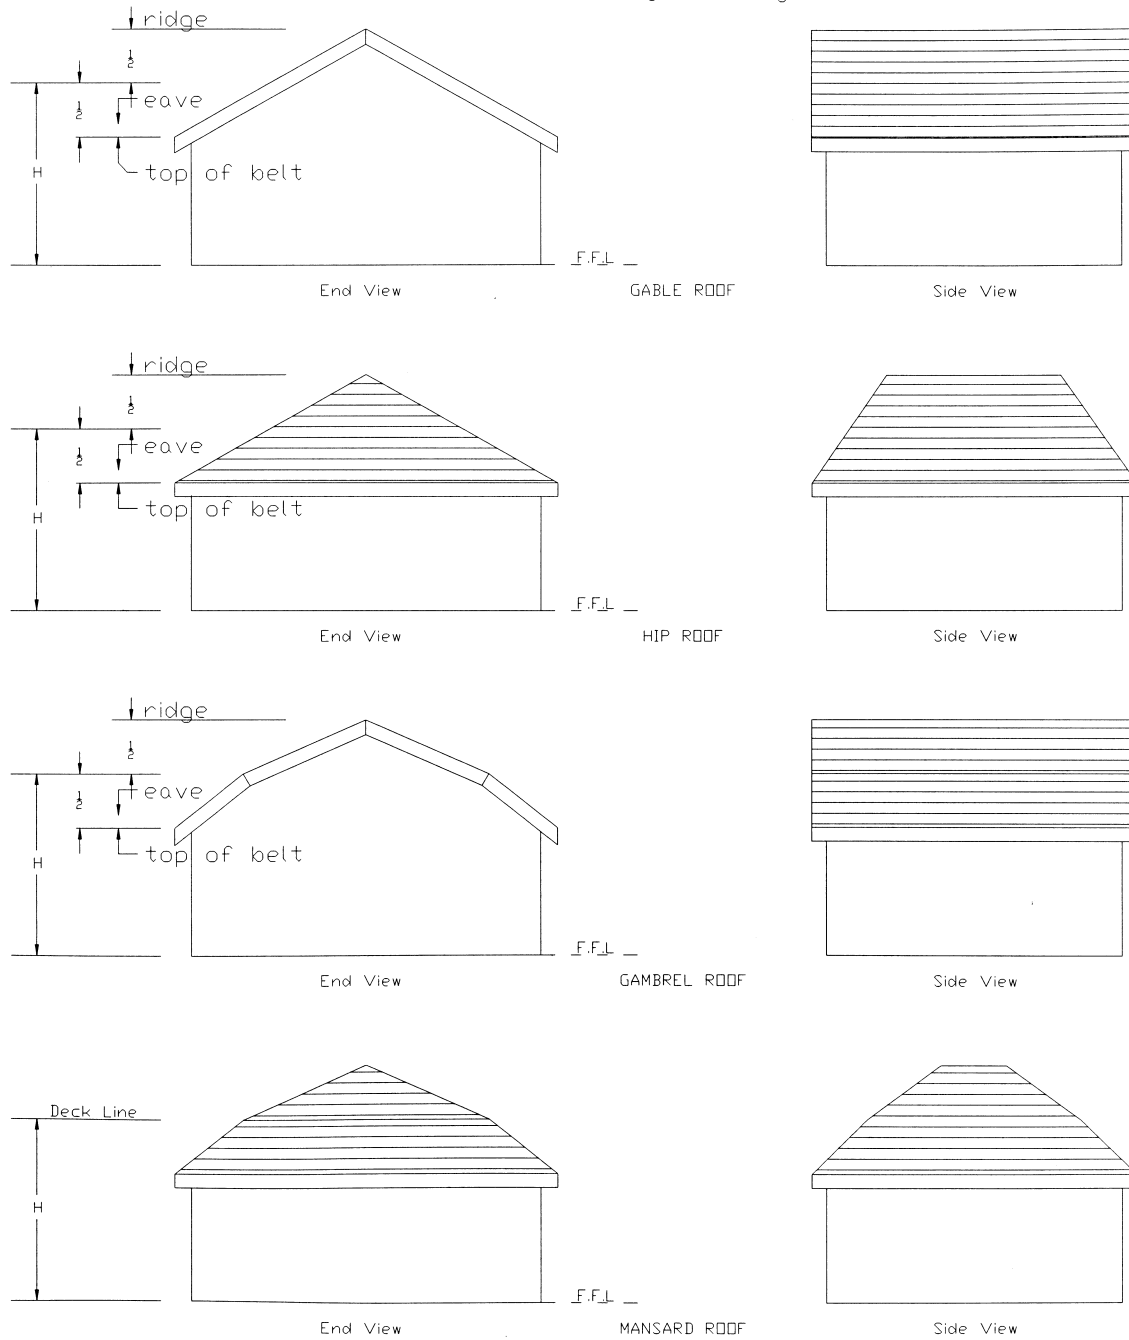 ridge
1/2
eave
1/2
H
top of belt
F.F.L
End View
GABLE ROOF
Side View
ridge
1/2
eave
1/2
H
top of belt
F.F.L
End View
HIP ROOF
Side View
ridge
1/2
eave
1/2
H
top of belt
F.F.L
End View
GAMBREL ROOF
Side View
Deck Line
H
F.F.L
End View
MANSARD ROOF
Side View